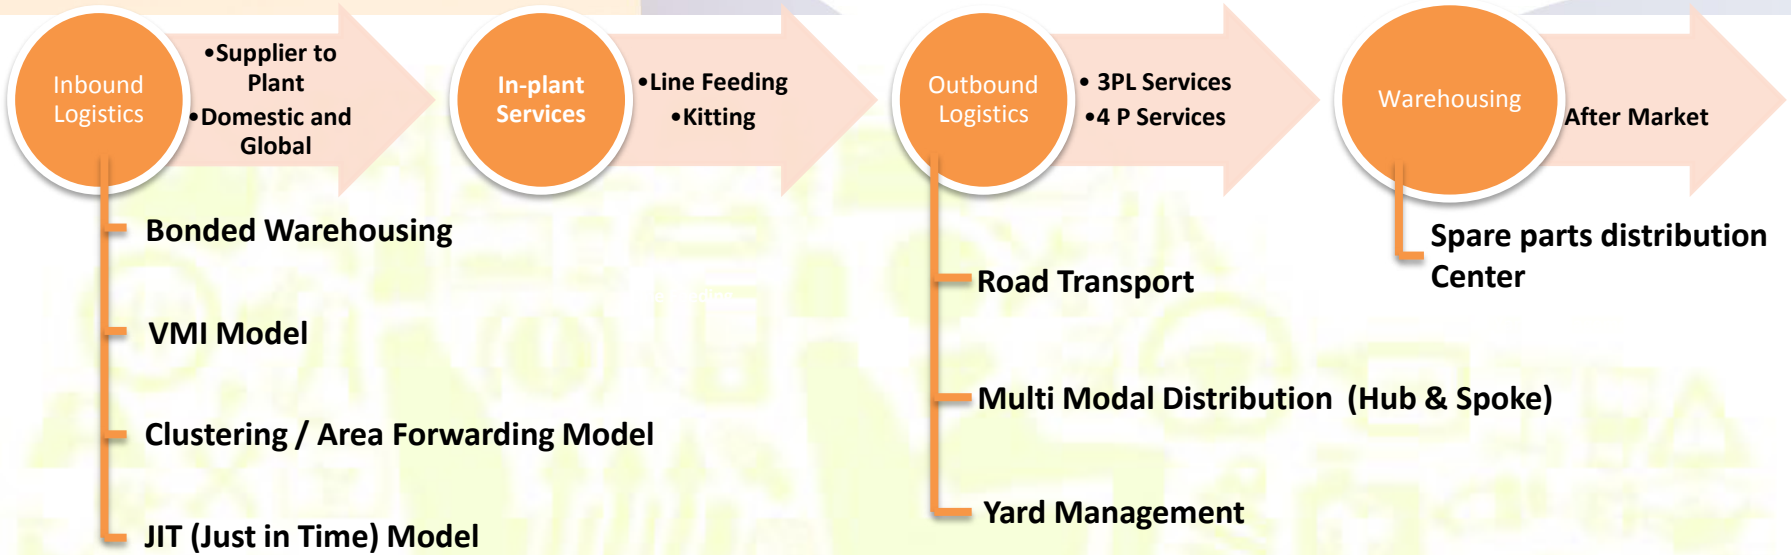 Inbound
Logistics
•Supplier to
Plant
•Domestic and
Global
In-plant
Services
•Line Feeding
•Kitting
Outbound
Logistics
• 3PL Services
•4 P Services
Warehousing
After Market
Bonded Warehousing
VMI Model
Clustering / Area Forwarding Model
JIT (Just in Time) Model
Road Transport
Multi Modal Distribution (Hub & Spoke)
Yard Management
Spare parts distribution
Center